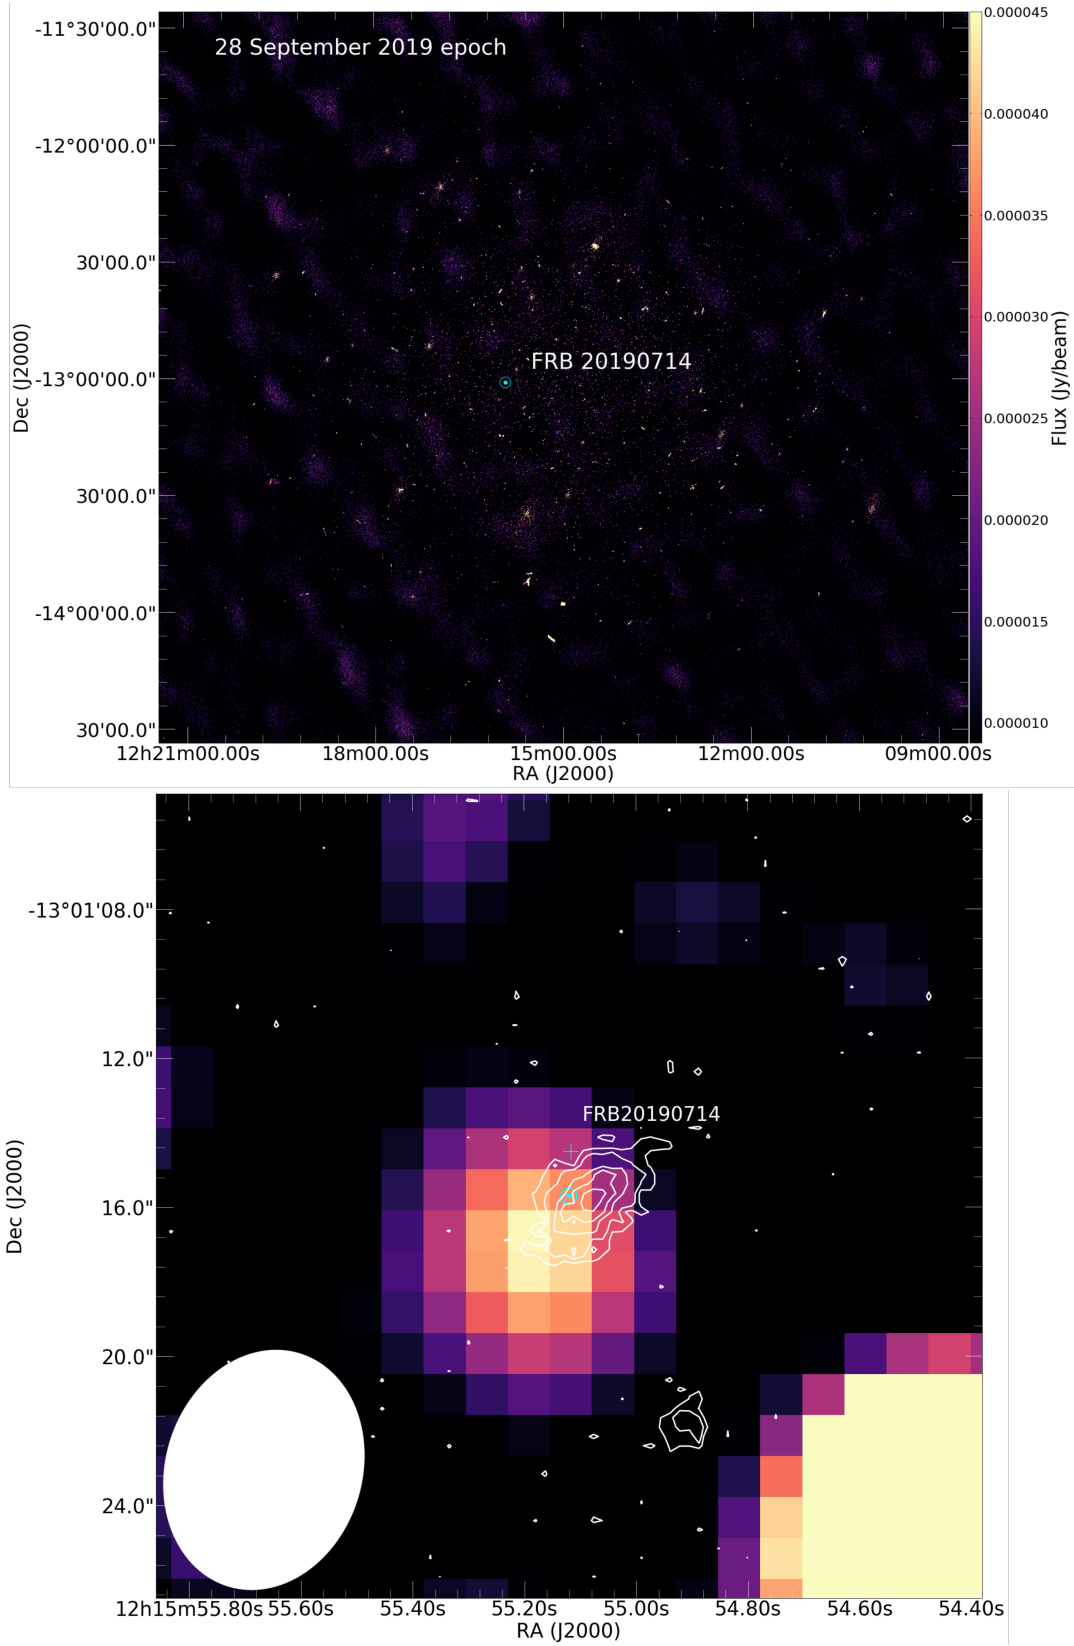 28 September 2019 epoch
FRB 20190714
-11°30'00.0"
-12°00'00.0"
30'00.0"
-13°00'00.0"
30'00.0"
-14°00'00.0"
30'00.0"
Dec (J2000)
12h21m00.00s 18m00.00s 15m00.00s 12m00.00s 09m00.00s
RA (J2000)
0.000045
0.000040
0.000035
0.000030
0.000025
0.000020
0.000015
0.000010
Flux (Jy/beam)
FRB20190714
-13°01'08.0"
12.0"
16.0"
20.0"
24.0"
Dec (J2000)
12h15m55.80s 55.60s 55.40s 55.20s 55.00s 54.80s 54.60s 54.40s
RA (J2000)